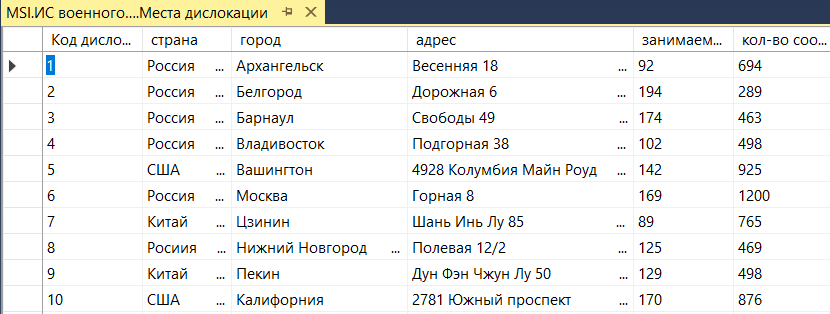 MSI.ИС военного....Места дислокации
Код дисло... страна город адрес занимаем... кол-во соо...
1 Россия ... Архангельск Весенняя 18 ... 92 694
2 Россия ... Белгород Дорожная 6 ... 194 289
3 Россия ... Барнаул Свободы 49 ... 174 463
4 Россия ... Владивосток Подгорная 38 ... 102 498
5 США ... Вашингтон 4928 Колумбия Майн Роуд ... 142 925
6 Россия ... Москва Горная 8 ... 169 1200
7 Китай ... Цзинин Шань Инь Лу 85 ... 89 765
8 Росиия ... Нижний Новгород ... Полевая 12/2 ... 125 469
9 Китай ... Пекин Дун Фэн Чжун Лу 50 ... 129 498
10 США ... Калифорния 2781 Южный проспект ... 170 876